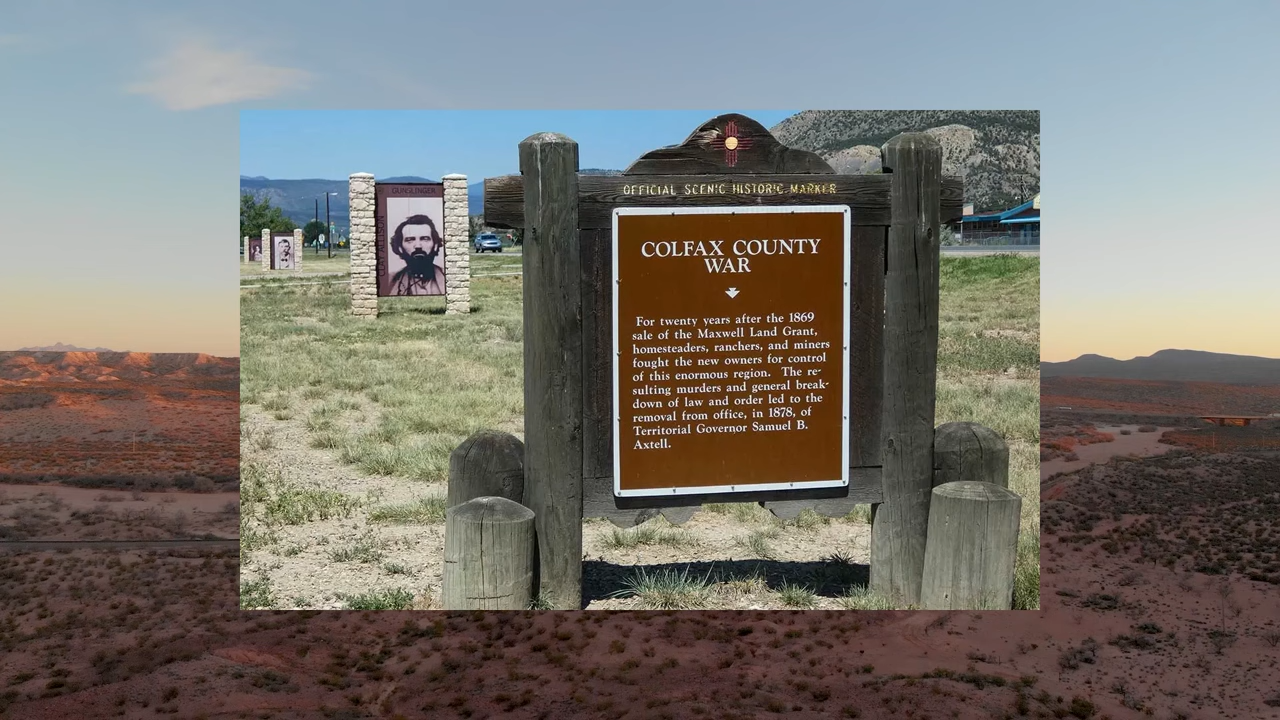 GUNSLINGER
OFFICIAL SCENIC HISTORIC MARKER
COLFAX COUNTY
WAR
For twenty years after the 1869
sale of the Maxwell Land Grant,
homesteaders, ranchers, and miners
fought the new owners for control
of this enormous region. The re-
sulting murders and general break-
down of law and order led to the
removal from office, in 1878, of
Territorial Governor Samuel B.
Axtell.